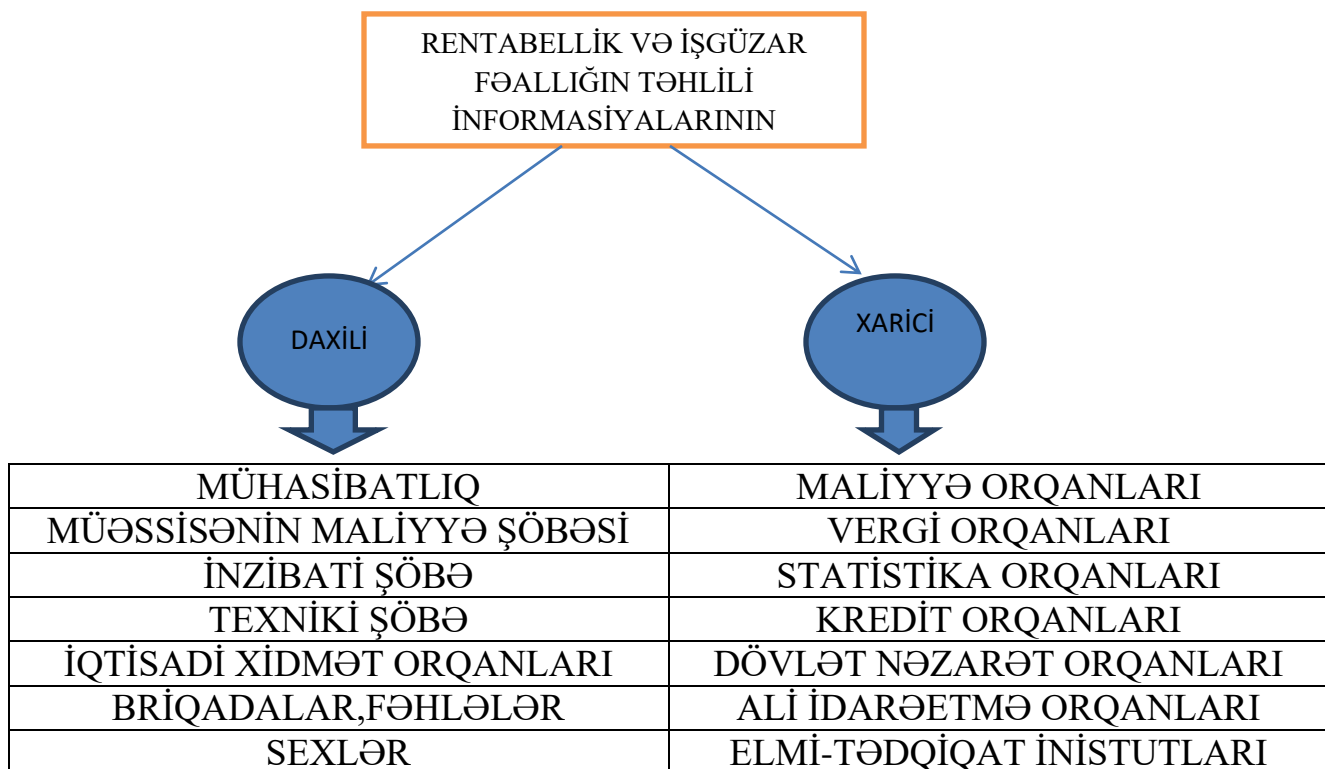 RENTABELLİK VƏ İŞGÜZAR
FƏALLIĞIN TƏHLİLİ
İNFORMASİYALARININ
DAXİLİ
XARİCİ
MÜHASİBATLIQ
MALİYYƏ ORQANLARI
MÜƏSSİSƏNİN MALİYYƏ ŞÖBƏSİ
VERGİ ORQANLARI
İNZİBATİ ŞÖBƏ
STATİSTİKA ORQANLARI
TEXNİKİ ŞÖBƏ
KREDİT ORQANLARI
İQTİSADİ XİDMƏT ORQANLARI
DÖVLƏT NƏZARƏT ORQANLARI
BRİQADALAR,FƏHLƏLƏR
ALİ İDARƏETMƏ ORQANLARI
SEXLƏR
ELMİ-TƏDQİQAT İNİSTUTLARI